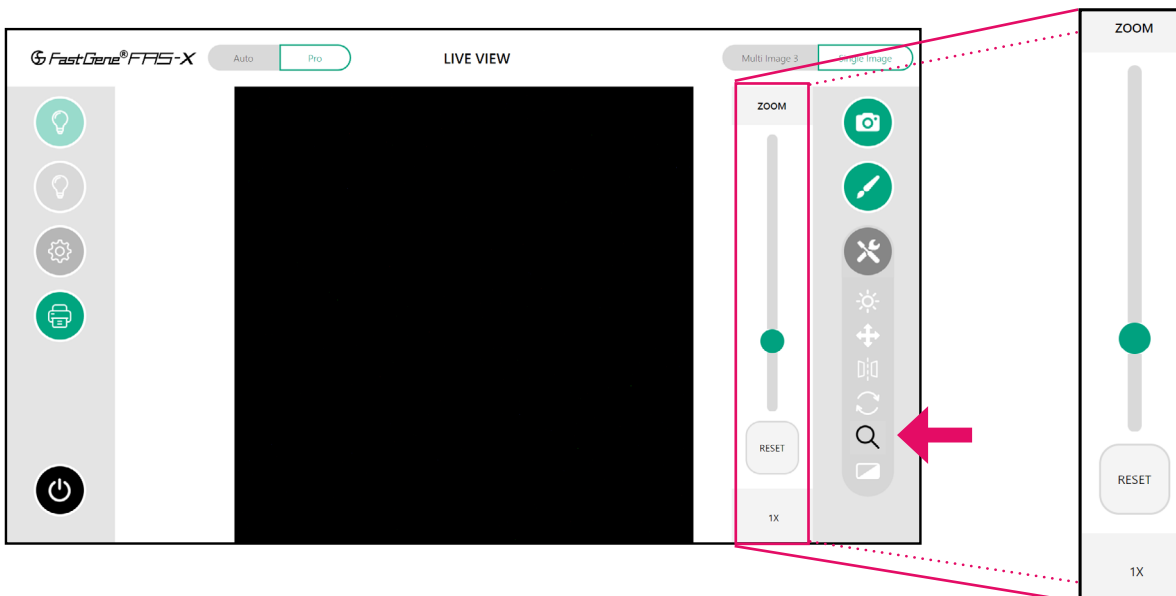 FastGene® FAS-X
Auto
Pro
LIVE VIEW
Multi Image 3
Single Image
ZOOM
RESET
1X
ZOOM
RESET
1X